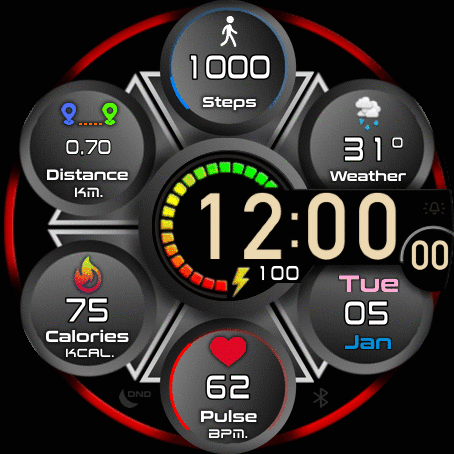 1000
Steps
0.70
Distance
KM.
31°
Weather
12:00
00
100
75
Calories
KCAL.
Tue
05
Jan
62
Pulse
BPM.
DND